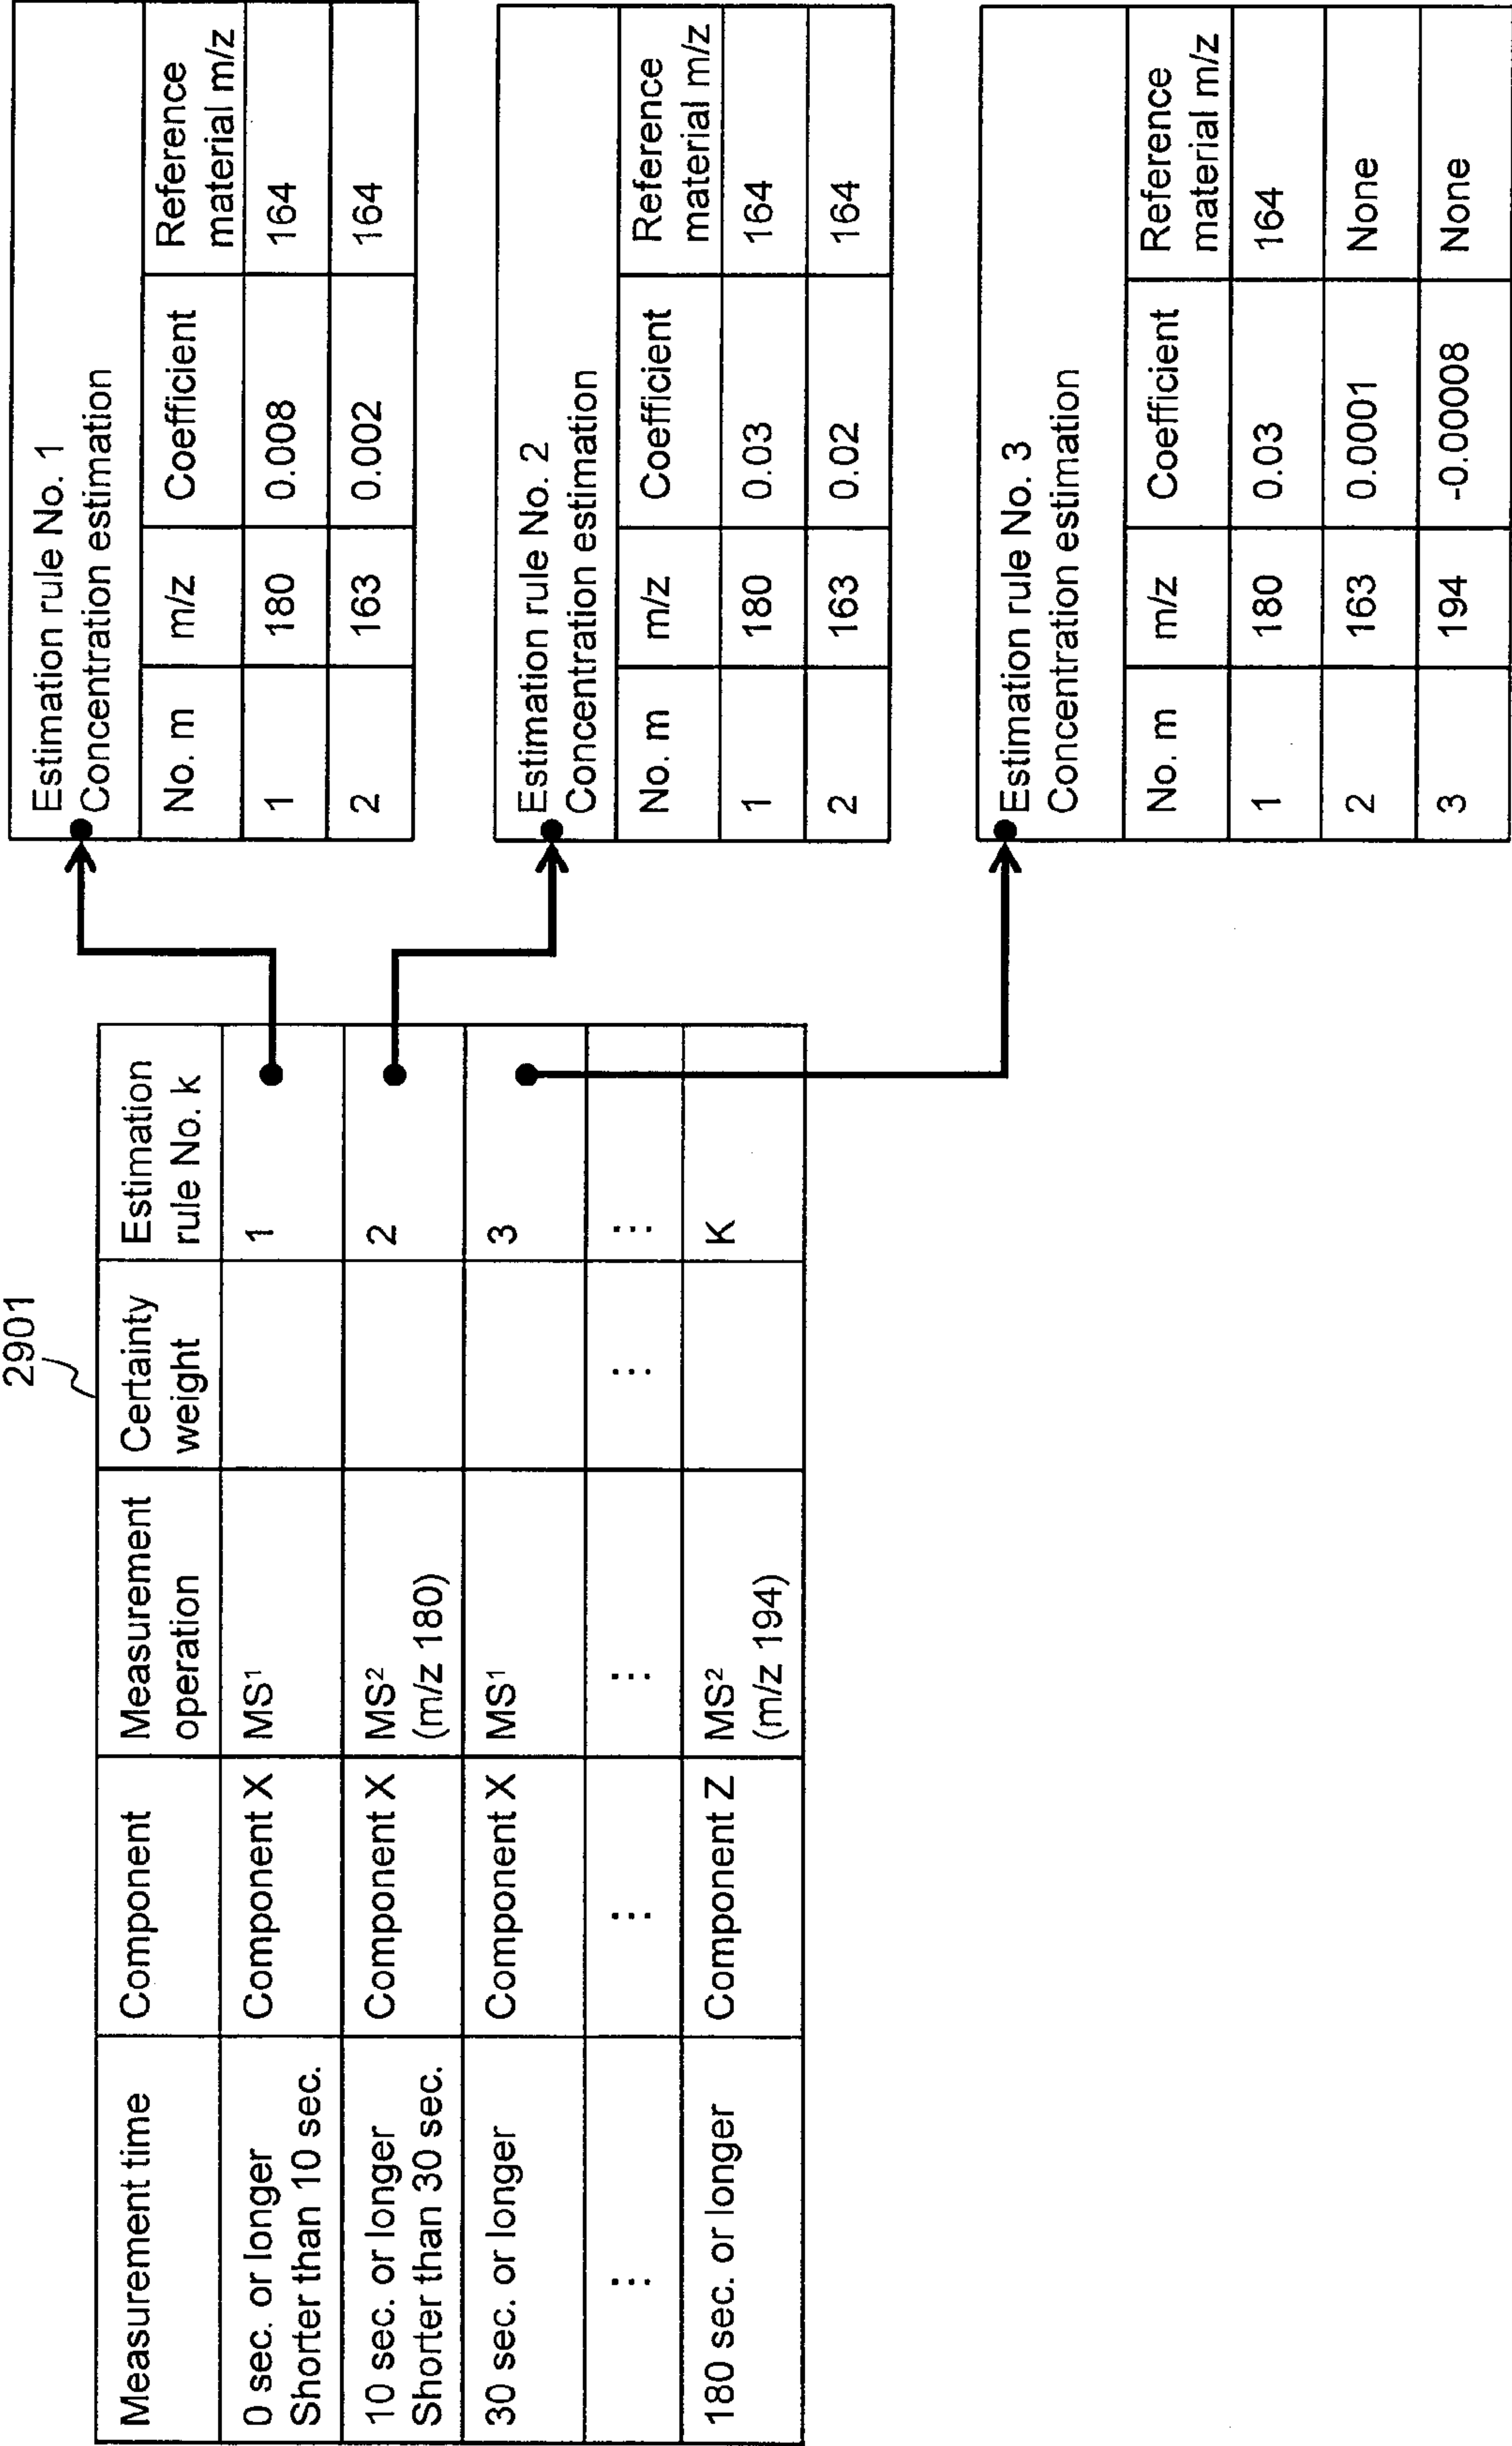 2901
Measurement time Component Measurement operation Certainty weight Estimation rule No. k
0 sec. or longer Shorter than 10 sec. Component X MS¹ 1
10 sec. or longer Shorter than 30 sec. Component X MS² (m/z 180) 2
30 sec. or longer Component X MS¹ 3
⋮ ⋮ ⋮ ⋮ ⋮
180 sec. or longer Component Z MS² (m/z 194) K
Estimation rule No. 1
Concentration estimation
No. m m/z Coefficient Reference material m/z
1 180 0.008 164
2 163 0.002 164
Estimation rule No. 2
Concentration estimation
No. m m/z Coefficient Reference material m/z
1 180 0.03 164
2 163 0.02 164
Estimation rule No. 3
Concentration estimation
No. m m/z Coefficient Reference material m/z
1 180 0.03 164
2 163 0.0001 None
3 194 -0.00008 None